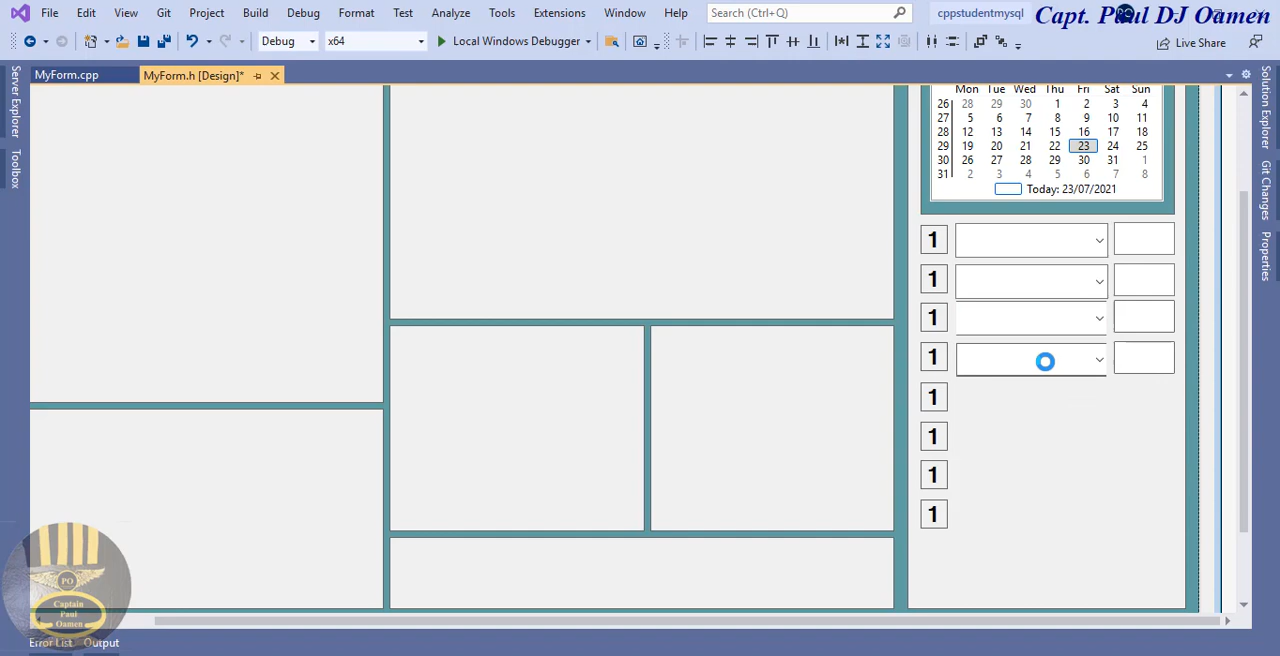 File Edit View Git Project Build Debug Format Test Analyze Tools Extensions Window Help Search (Ctrl+Q) cppstudentmysql Capt. Paul DJ Oamen
Debug x64 Local Windows Debugger Live Share
MyForm.cpp MyForm.h [Design]*
Server Explorer
Toolbox
Solution Explorer
Git Changes
Properties
Mon Tue Wed Thu Fri Sat Sun
26 28 29 30 1 2 3 4
27 5 6 7 8 9 10 11
28 12 13 14 15 16 17 18
29 19 20 21 22 23 24 25
30 26 27 28 29 30 31 1
31 2 3 4 5 6 7 8
Today: 23/07/2021
1
1
1
1
1
1
1
1
PO
Captain
Paul
Oamen
Error List Output